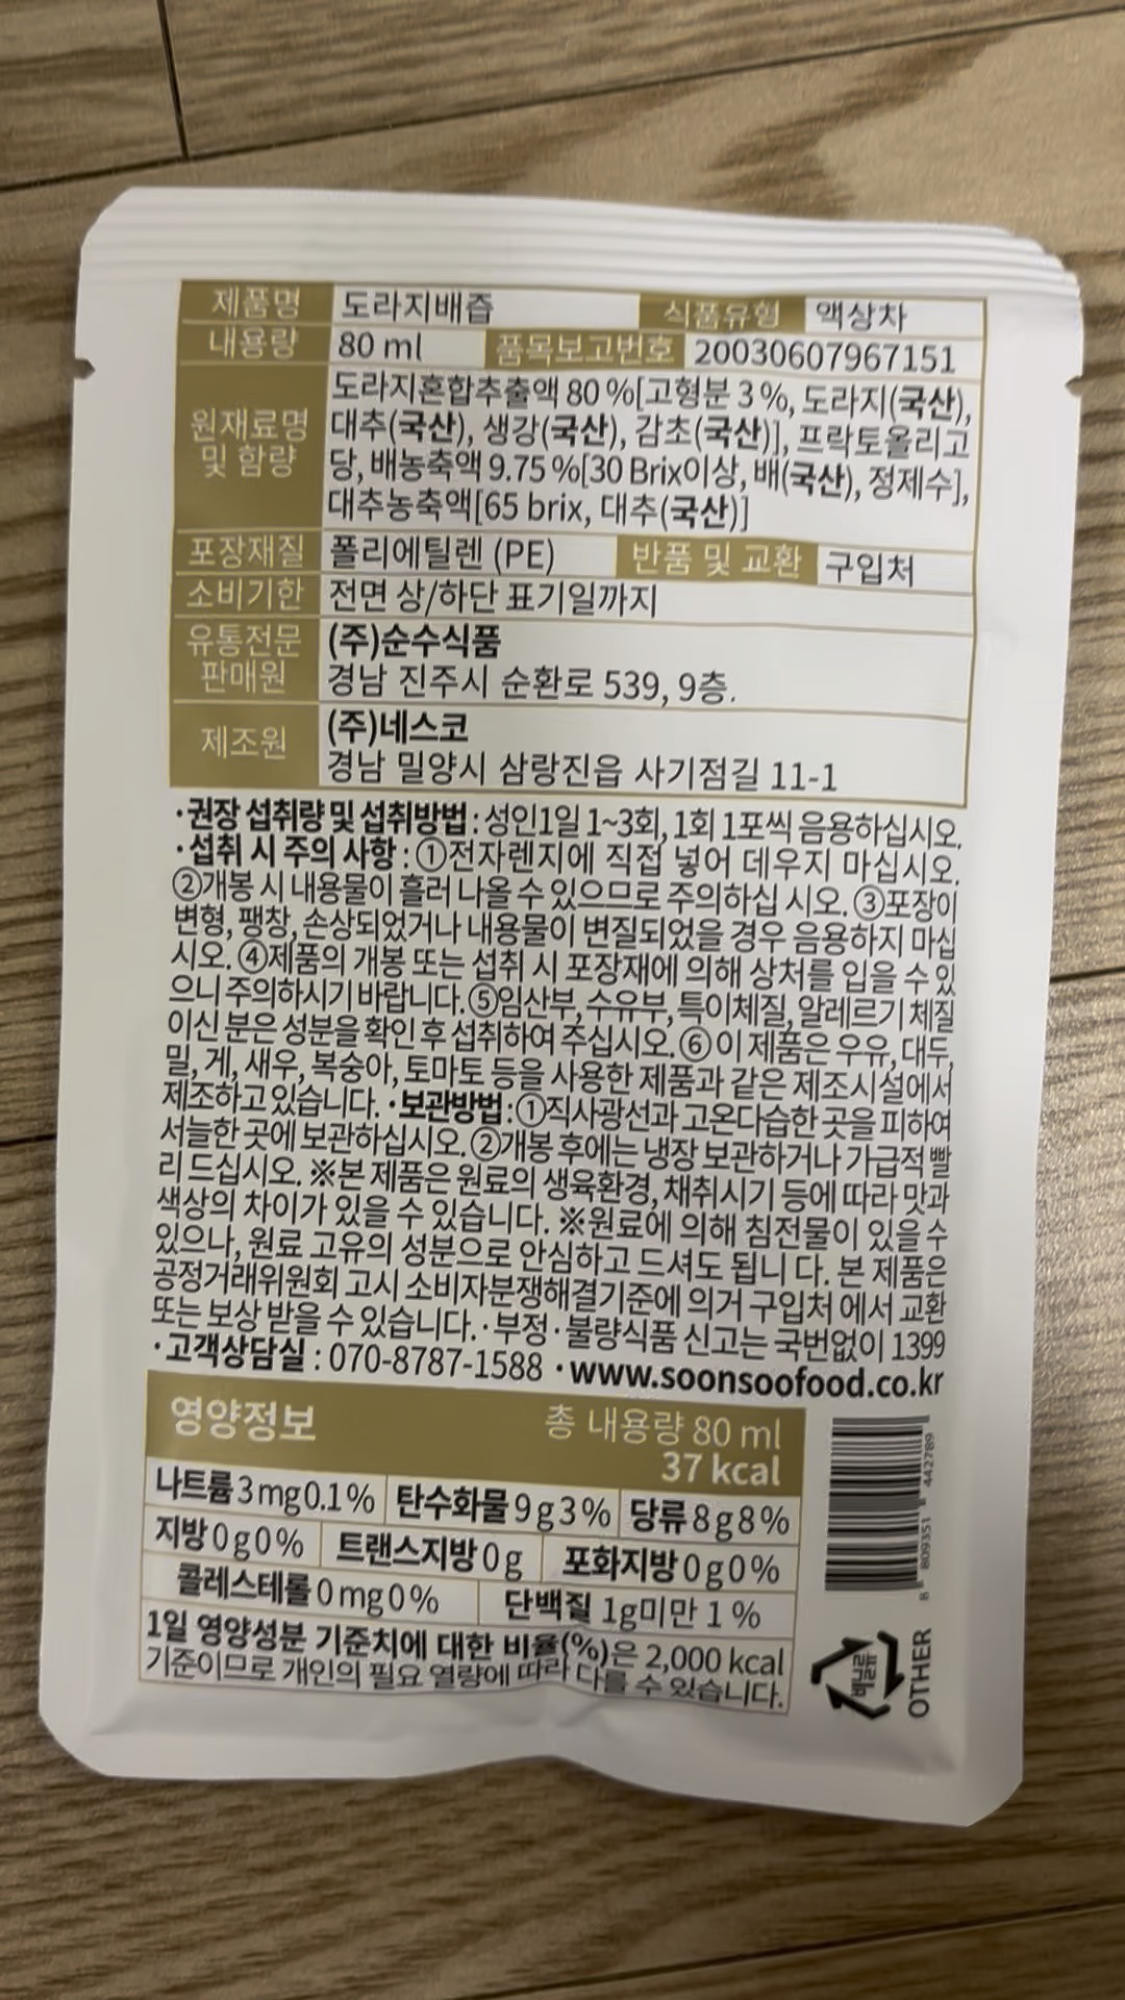 제품명 도라지배즙 식품유형 액상차
내용량 80 ml 품목보고번호 20030607967151
원재료명 및 함량 도라지혼합추출액 80 %[고형분 3 %, 도라지(국산),
대추(국산), 생강(국산), 감초(국산)], 프락토올리고
당, 배농축액 9.75 %[30 Brix이상, 배(국산), 정제수],
대추농축액[65 brix, 대추(국산)]
포장재질 폴리에틸렌 (PE) 반품 및 교환 구입처
소비기한 전면 상/하단 표기일까지
유통전문 판매원 (주)순수식품
경남 진주시 순환로 539, 9층.
제조원 (주)네스코
경남 밀양시 삼랑진읍 사기점길 11-1
·권장 섭취량 및 섭취방법 : 성인1일 1~3회, 1회 1포씩 음용하십시오.
·섭취 시 주의 사항 : ①전자렌지에 직접 넣어 데우지 마십시오.
②개봉 시 내용물이 흘러 나올 수 있으므로 주의하십 시오. ③포장이
변형, 팽창, 손상되었거나 내용물이 변질되었을 경우 음용하지 마십
시오. ④제품의 개봉 또는 섭취 시 포장재에 의해 상처를 입을 수 있
으니 주의하시기 바랍니다. ⑤임산부, 수유부, 특이체질, 알레르기 체질
이신 분은 성분을 확인 후 섭취하여 주십시오. ⑥이 제품은 우유, 대두,
밀, 게, 새우, 복숭아, 토마토 등을 사용한 제품과 같은 제조시설에서
제조하고 있습니다. ·보관방법 : ①직사광선과 고온다습한 곳을 피하여
서늘한 곳에 보관하십시오. ②개봉 후에는 냉장 보관하거나 가급적 빨
리 드십시오. ※본 제품은 원료의 생육환경, 채취시기 등에 따라 맛과
색상의 차이가 있을 수 있습니다. ※원료에 의해 침전물이 있을 수
있으나, 원료 고유의 성분으로 안심하고 드셔도 됩니 다. 본 제품은
공정거래위원회 고시 소비자분쟁해결기준에 의거 구입처 에서 교환
또는 보상 받을 수 있습니다. ·부정·불량식품 신고는 국번없이 1399
·고객상담실 : 070-8787-1588 ·www.soonsoofood.co.kr
영양정보 총 내용량 80 ml
37 kcal
나트륨 3 mg 0.1 % 탄수화물 9 g 3 % 당류 8 g 8 %
지방 0 g 0 % 트랜스지방 0 g 포화지방 0 g 0 %
콜레스테롤 0 mg 0 % 단백질 1g미만 1 %
1일 영양성분 기준치에 대한 비율(%)은 2,000 kcal
기준이므로 개인의 필요 열량에 따라 다를 수 있습니다.
8 809351 442789
비닐류
OTHER